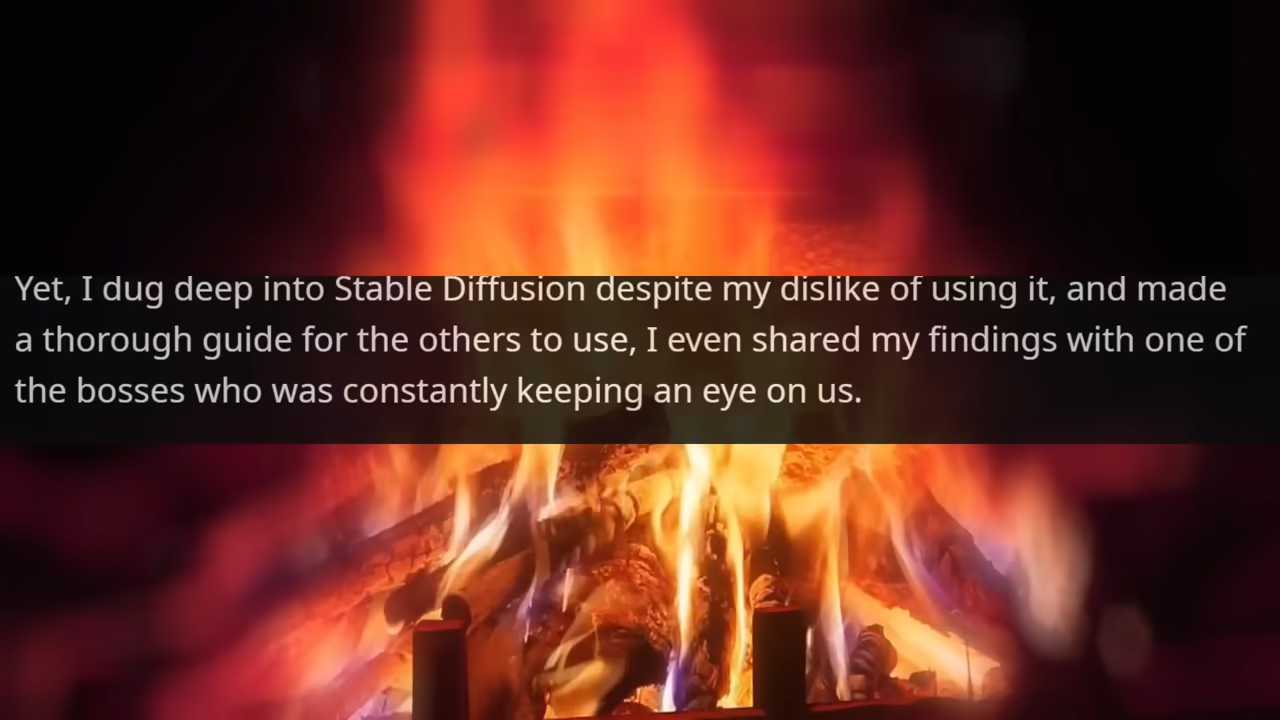 Yet, I dug deep into Stable Diffusion despite my dislike of using it, and made
a thorough guide for the others to use, I even shared my findings with one of
the bosses who was constantly keeping an eye on us.